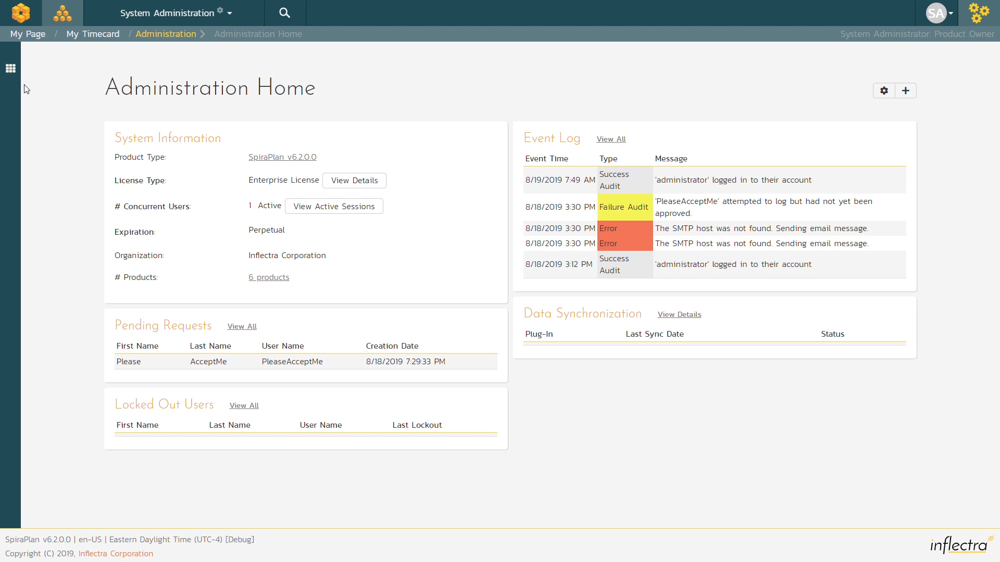 System Administration
SA
My Page / My Timecard / Administration Administration Home
System Administrator: Product Owner
Administration Home
System Information
Product Type: SpiraPlan v6.2.0.0
License Type: Enterprise License View Details
# Concurrent Users: 1 Active View Active Sessions
Expiration: Perpetual
Organization: Inflectra Corporation
# Products: 6 products
Pending Requests View All
First Name Last Name User Name Creation Date
Please AcceptMe PleaseAcceptMe 8/18/2019 7:29:33 PM
Locked Out Users View All
First Name Last Name User Name Last Lockout
Event Log View All
Event Time Type Message
8/19/2019 7:49 AM Success Audit 'administrator' logged in to their account
8/18/2019 3:30 PM Failure Audit 'PleaseAcceptMe' attempted to log but had not yet been approved.
8/18/2019 3:30 PM Error The SMTP host was not found. Sending email message.
8/18/2019 3:30 PM Error The SMTP host was not found. Sending email message.
8/18/2019 3:12 PM Success Audit 'administrator' logged in to their account
Data Synchronization View Details
Plug-In Last Sync Date Status
SpiraPlan v6.2.0.0 | en-US | Eastern Daylight Time (UTC-4) [Debug]
Copyright (C) 2019, Inflectra Corporation
inflectra